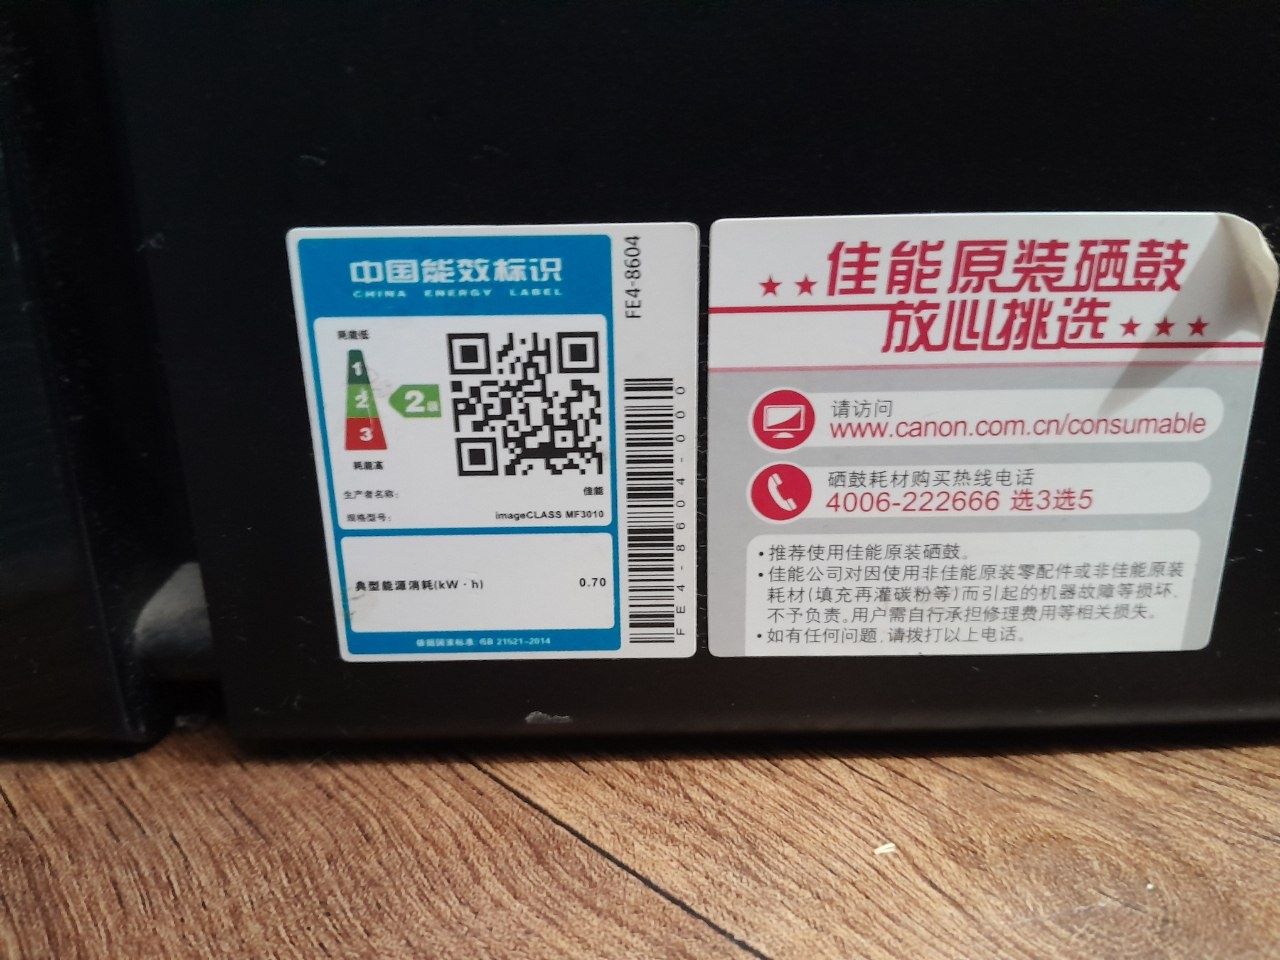 中国能效标识
CHINA ENERGY LABEL
耗能低
1
2
3
2级
耗能高
生产者名称:
佳能
规格型号:
imageCLASS MF3010
典型能源消耗(kW·h)
0.70
依据国家标准:GB 21521-2014
FE4-8604
FE4-8604-000
佳能原装硒鼓
放心挑选
请访问
www.canon.com.cn/consumable
硒鼓耗材购买热线电话
4006-222666 选3选5
·推荐使用佳能原装硒鼓。
·佳能公司对因使用非佳能原装零配件或非佳能原装
耗材(填充再灌碳粉等)而引起的机器故障等损坏,
不予负责。用户需自行承担修理费用等相关损失。
·如有任何问题,请拨打以上电话。